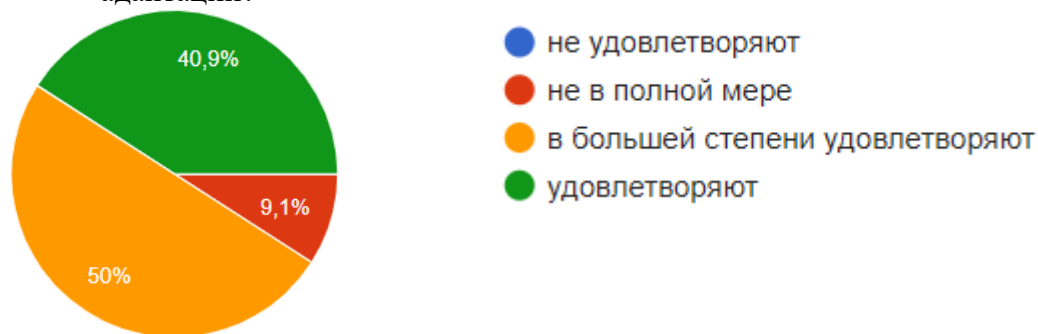 40,9%
9,1%
50%
не удовлетворяют
не в полной мере
в большей степени удовлетворяют
удовлетворяют